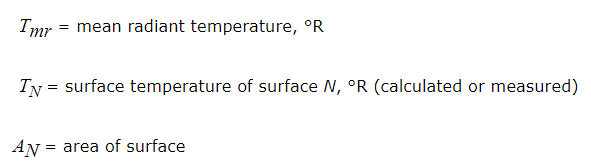 Tmr = mean radiant temperature, °R
TN = surface temperature of surface N, °R (calculated or measured)
AN = area of surface